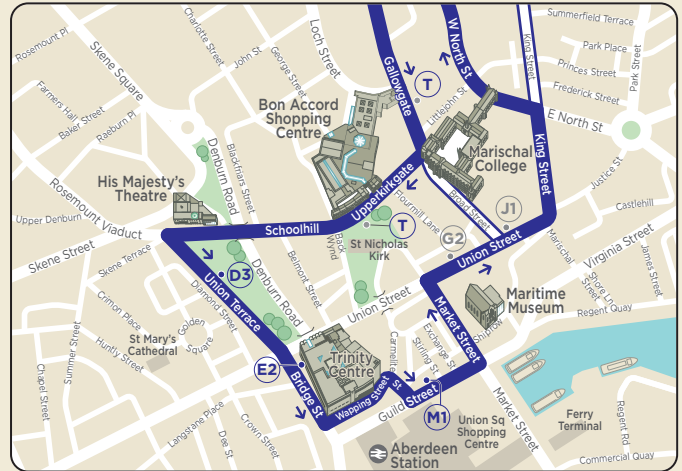 Rosemount Pl
Skene Square
Charlotte Street
John St
George Street
Loch Street
Gallowgate
W North St
King Street
Summerfield Terrace
Park Place
Princes Street
Park Street
Frederick Street
E North St
Farmers Hall
Baker Street
Raeburn Pl
Bon Accord
Shopping
Centre
T
Littlejohn St
Marischal
College
King Street
Justice St
Denburn Road
Blackfriars Street
His Majesty's
Theatre
Rosemount Viaduct
Upper Denburn
Schoolhill
Upperkirkgate
Flourmill Lane
Broad Street
J1
Castlehill
T
St Nicholas
Kirk
Back
Wynd
G2
Union Street
Marischal
Virginia Street
James Street
Skene Street
Skene Terrace
D3
Union Terrace
Denburn Road
Belmont Street
Union Street
Shore Ln
Street
Regent Quay
Maritime
Museum
Diamond Street
Crimon Place
Golden
Square
St Mary's
Cathedral
Huntly Street
Summer Street
Chapel Street
Market Street
Exchange St
Stirling St
Shiprow
Carmelite
St
Trinity
Centre
E2
Bridge St
Wapping Street
Guild Street
M1
Langstane Place
Dee St
Crown Street
Union Sq
Shopping
Centre
Market Street
Ferry
Terminal
Regent Rd
Commercial Quay
Aberdeen
Station